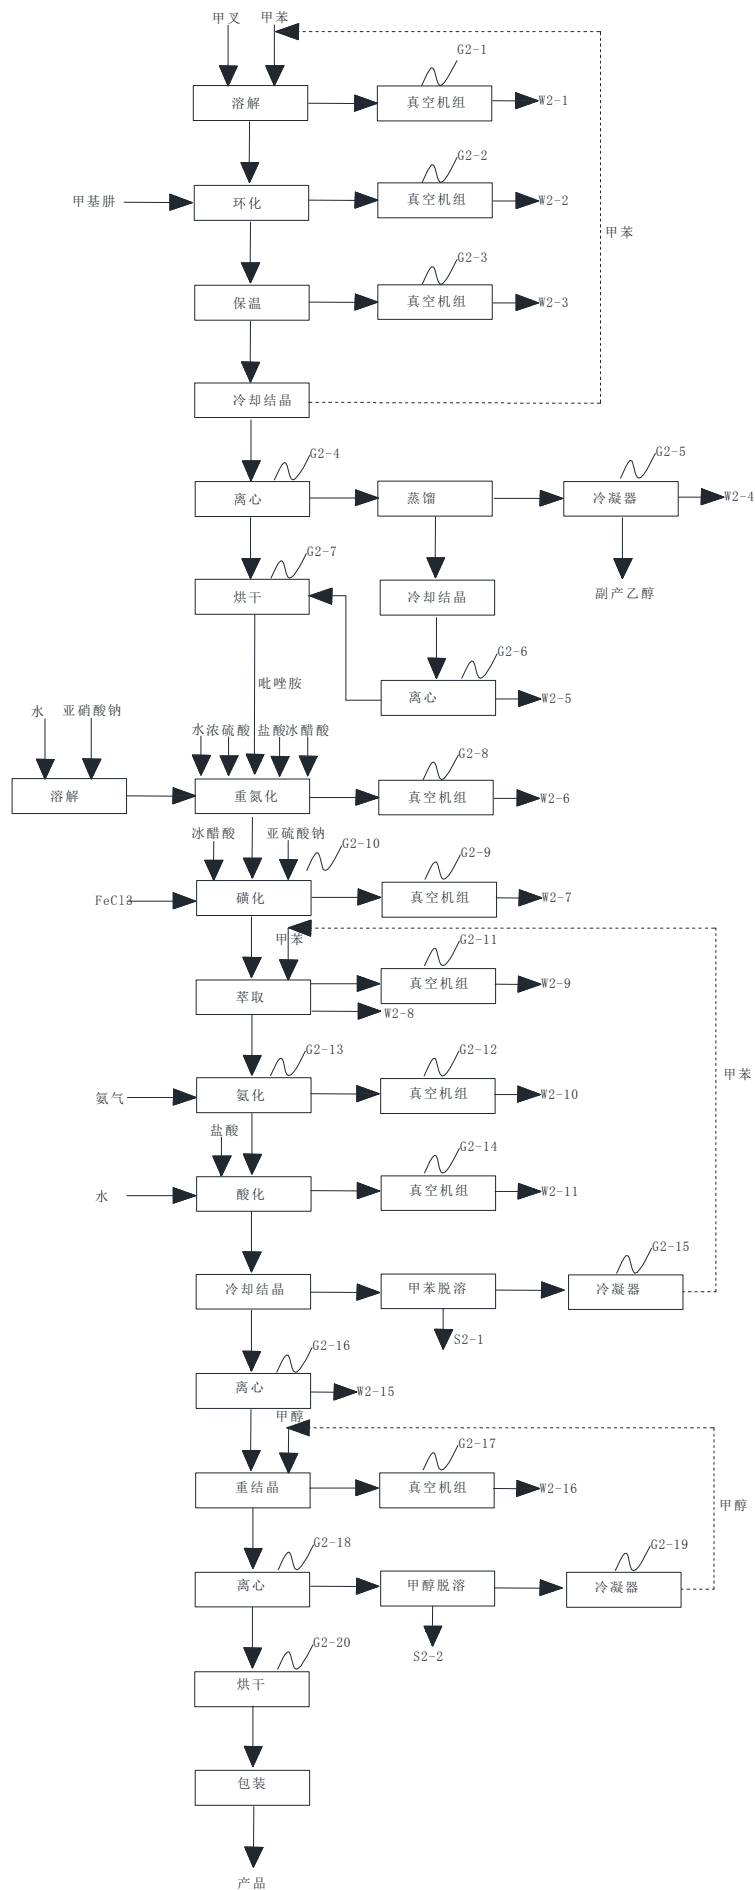 甲叉
甲苯
G2-1
溶解
真空机组
W2-1
G2-2
甲基肼
环化
真空机组
W2-2
甲苯
G2-3
保温
真空机组
W2-3
冷却结晶
G2-4
G2-5
离心
蒸馏
冷凝器
W2-4
G2-7
烘干
冷却结晶
副产乙醇
G2-6
吡唑胺
离心
W2-5
水
亚硝酸钠
水
浓硫酸
盐酸
冰醋酸
G2-8
溶解
重氮化
真空机组
W2-6
冰醋酸
亚硫酸钠
G2-10
G2-9
FeCl3
磺化
真空机组
W2-7
甲苯
G2-11
萃取
真空机组
W2-9
W2-8
G2-13
G2-12
甲苯
氨气
氨化
真空机组
W2-10
盐酸
G2-14
水
酸化
真空机组
W2-11
G2-15
冷却结晶
甲苯脱溶
冷凝器
S2-1
G2-16
离心
W2-15
甲醇
G2-17
重结晶
真空机组
W2-16
甲醇
G2-18
G2-19
离心
甲醇脱溶
冷凝器
G2-20
S2-2
烘干
包装
产品